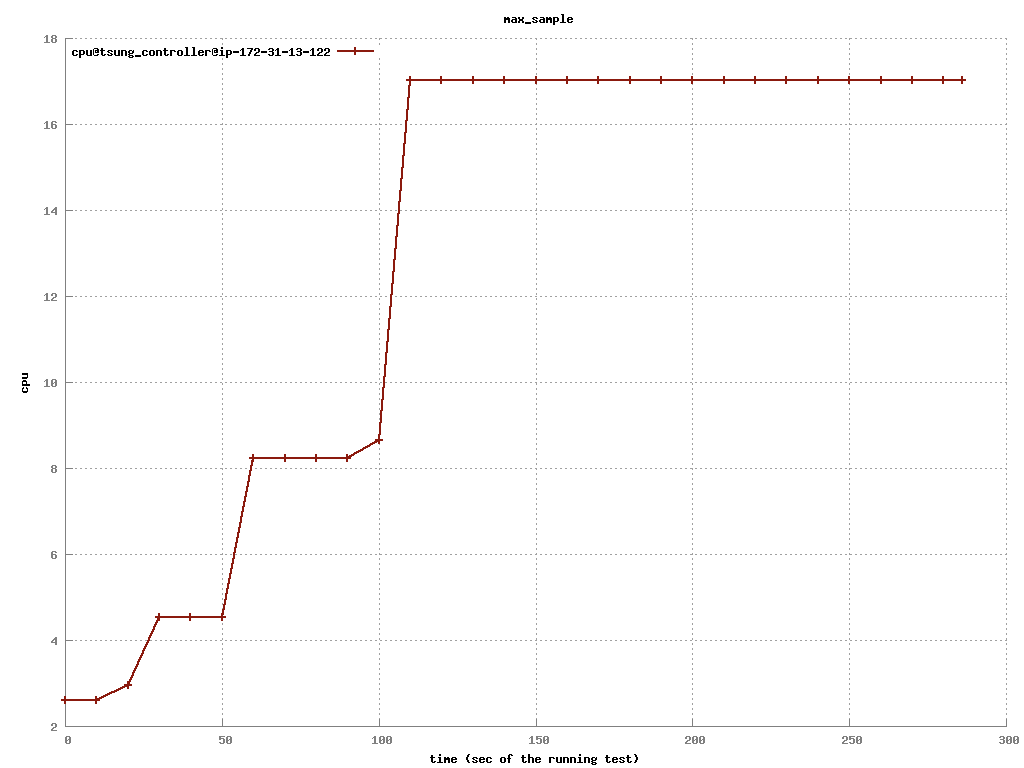 max_sample
18
cpu@tsung_controller@ip-172-31-13-122
16
14
12
10
cpu
8
6
4
2
0 50 100 150 200 250 300
time (sec of the running test)